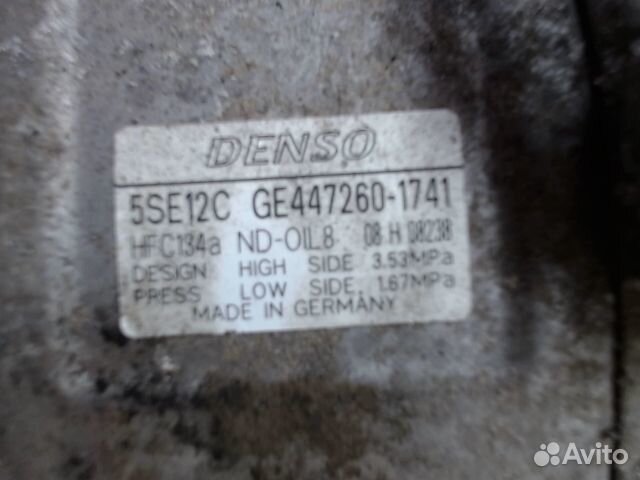 DENSO
5SE12C GE447260-1741
HFC134a ND-OIL8 08 H 08238
DESIGN HIGH SIDE 3.53MPa
PRESS LOW SIDE 1.67MPa
MADE IN GERMANY
Avito